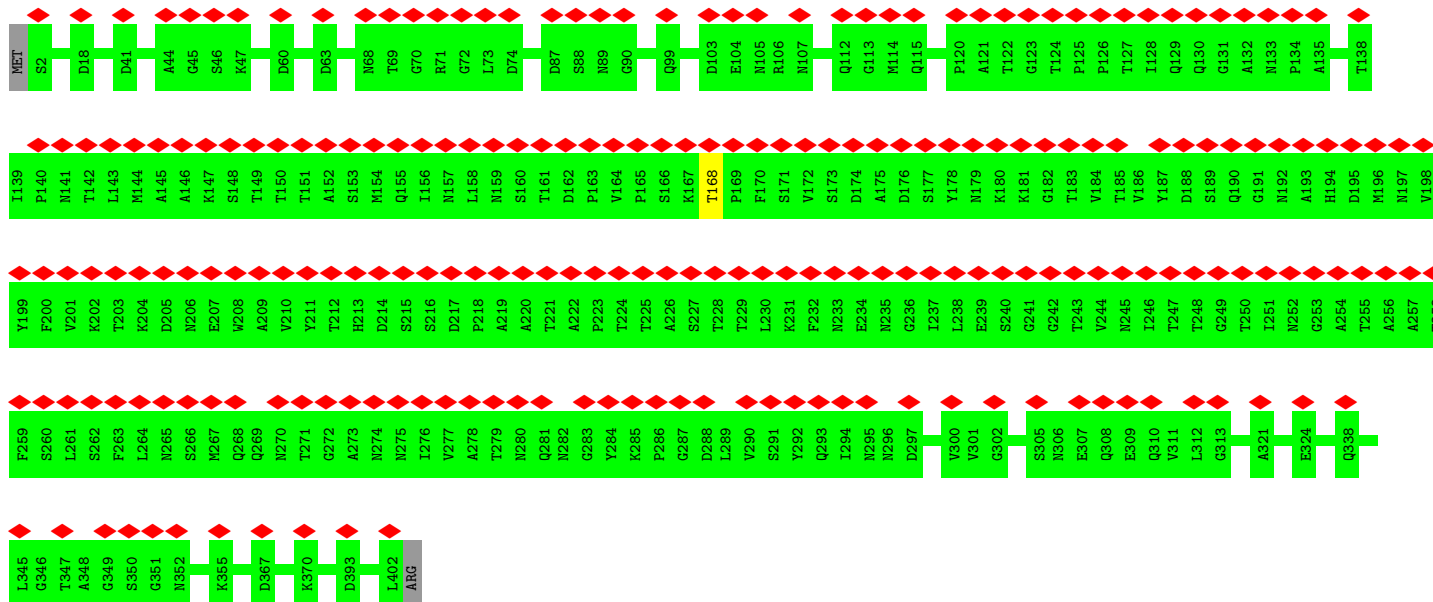 MET S2 D18 D41 A44 G45 S46 K47 D60 D63 N68 T69 G70 R71 G72 L73 D74 D87 S88 N89 G90 Q99 D103 E104 N105 R106 N107 Q112 G113 M114 Q115 P120 A121 T122 G123 T124 P125 P126 T127 I128 Q129 Q130 G131 A132 N133 P134 A135 T138
I139 P140 N141 T142 L143 M144 A145 A146 K147 S148 T149 T150 T151 A152 S153 M154 Q155 I156 N157 L158 N159 S160 T161 D162 P163 V164 P165 S166 K167 T168 P169 F170 S171 V172 S173 D174 A175 D176 S177 Y178 N179 K180 K181 G182 T183 V184 T185 V186 Y187 D188 S189 Q190 G191 N192 A193 H194 D195 M196 N197 V198
Y199 F200 V201 K202 T203 K204 D205 N206 E207 W208 A209 V210 Y211 T212 H213 D214 S215 S216 D217 P218 A219 A220 T221 A222 P223 T224 T225 A226 S227 T228 T229 L230 K231 F232 N233 E234 N235 G236 I237 L238 E239 S240 G241 G242 T243 V244 N245 I246 T247 T248 G249 T250 I251 N252 G253 A254 T255 A256 A257
F259 S260 L261 S262 F263 L264 N265 S266 M267 Q268 Q269 N270 T271 G272 A273 N274 N275 I276 V277 A278 T279 N280 Q281 N282 G283 Y284 K285 P286 G287 D288 L289 V290 S291 Y292 Q293 I294 N295 N296 D297 V300 V301 G302 S305 N306 E307 Q308 E309 Q310 V311 L312 G313 A321 E324 Q338
L345 G346 T347 A348 G349 S350 G351 N352 K355 D367 K370 D393 L402 ARG